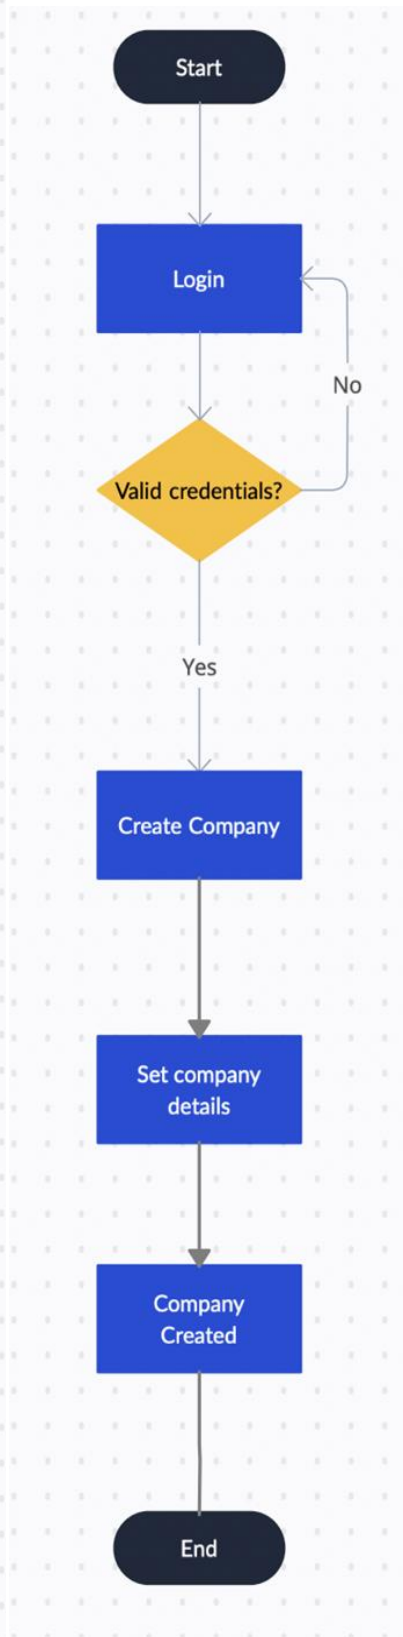 Start
Login
No
Valid credentials?
Yes
Create Company
Set company
details
Company
Created
End